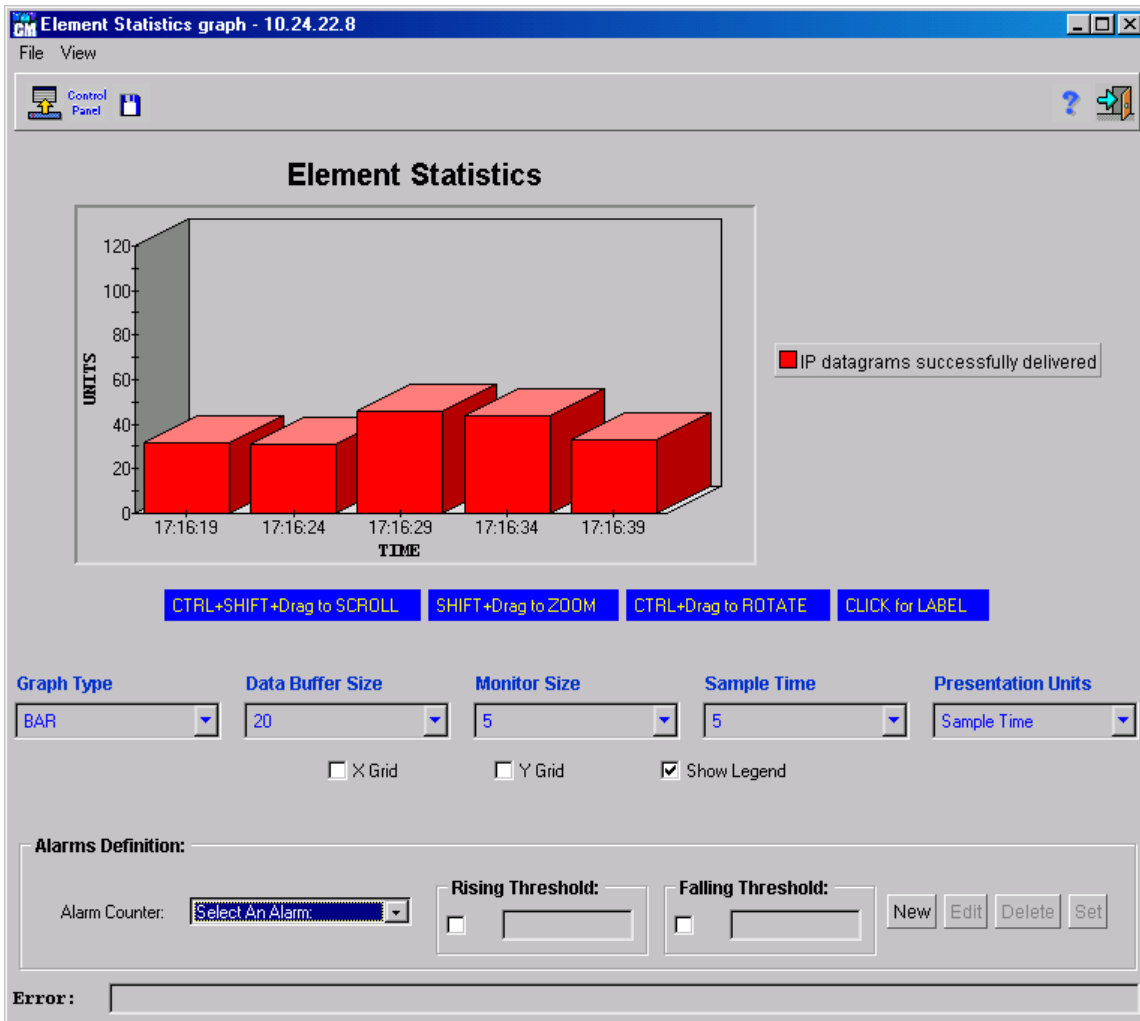 GM Element Statistics graph - 10.24.22.8
File View
Control
Panel
?
Element Statistics
120
100
80
60
40
20
0
UNITS
17:16:19 17:16:24 17:16:29 17:16:34 17:16:39
TIME
IP datagrams successfully delivered
CTRL+SHIFT+Drag to SCROLL SHIFT+Drag to ZOOM CTRL+Drag to ROTATE CLICK for LABEL
Graph Type Data Buffer Size Monitor Size Sample Time Presentation Units
BAR 20 5 5 Sample Time
X Grid Y Grid Show Legend
Alarms Definition:
Rising Threshold: Falling Threshold:
Alarm Counter: Select An Alarm: New Edit Delete Set
Error: